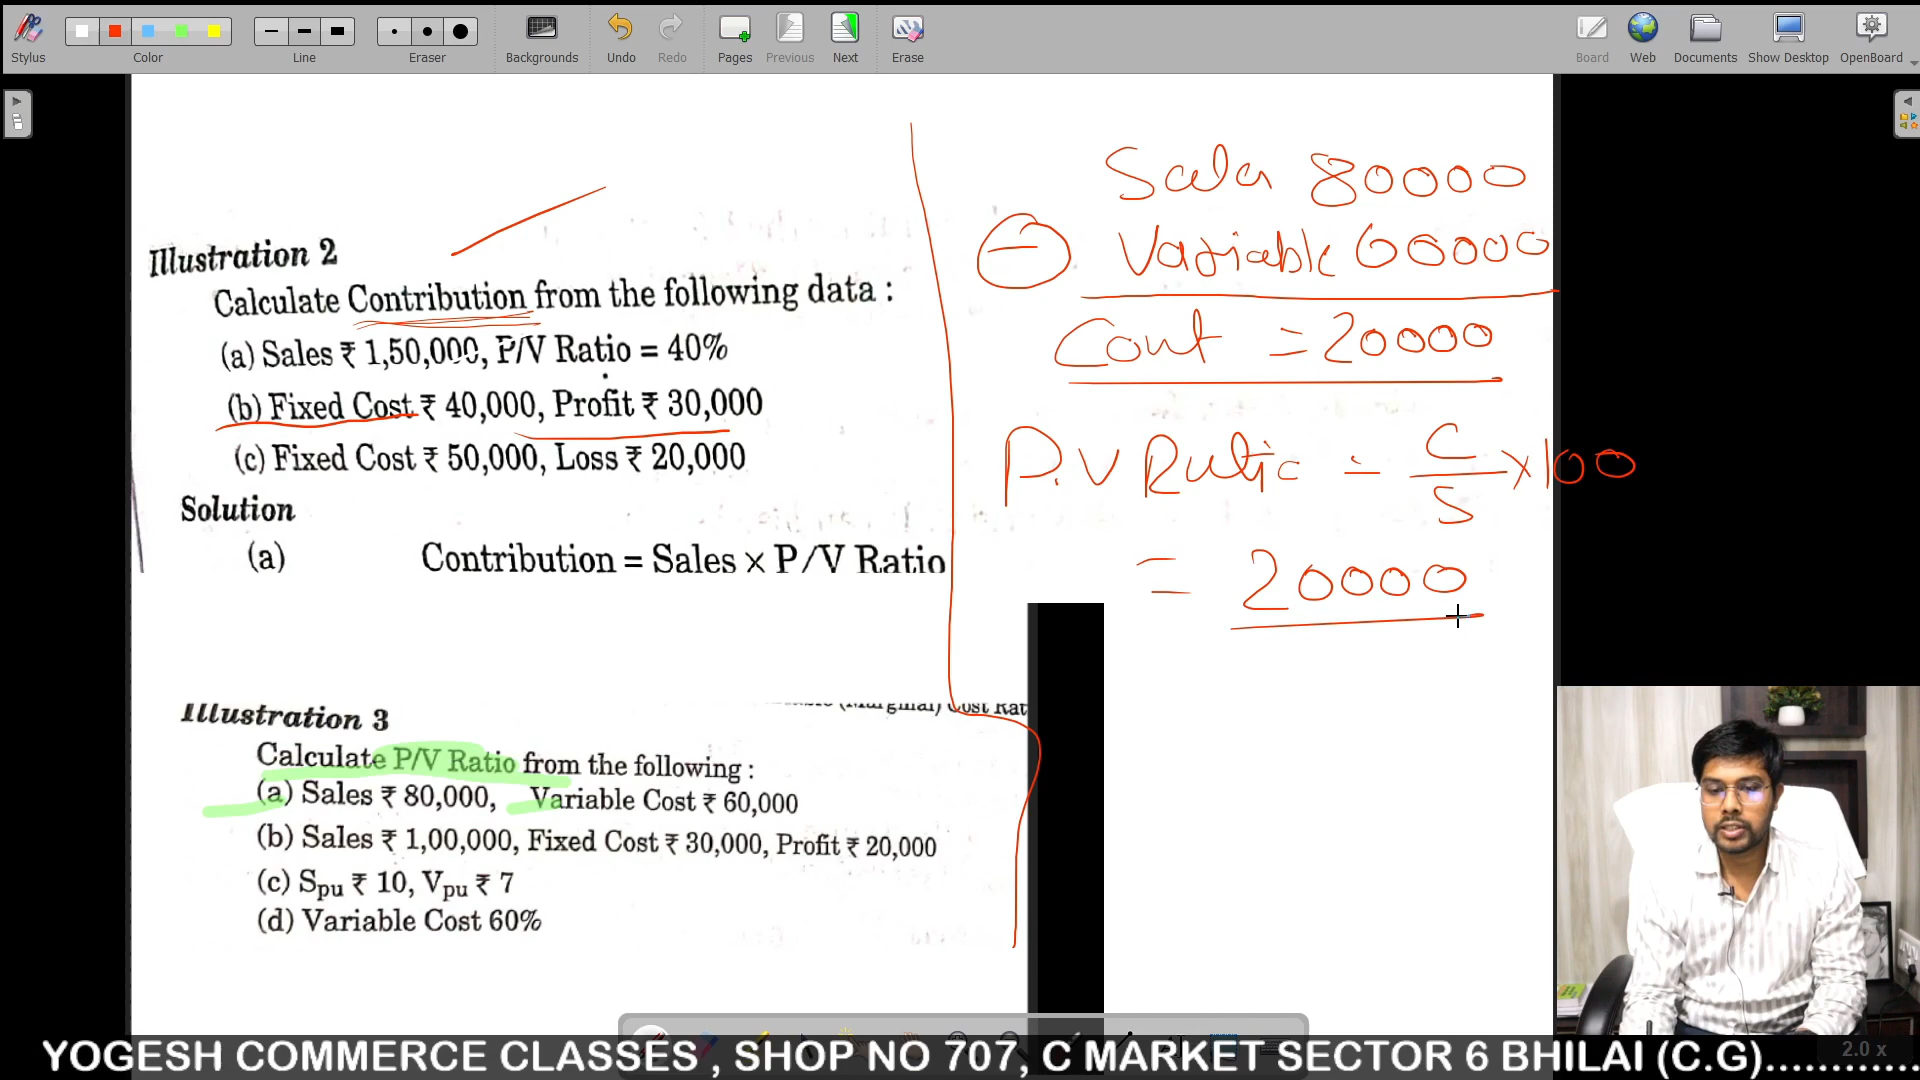 Stylus Color Line Eraser Backgrounds Undo Redo Pages Previous Next Erase Board Web Documents Show Desktop OpenBoard
Illustration 2
Calculate Contribution from the following data :
(a) Sales ₹ 1,50,000, P/V Ratio = 40%
(b) Fixed Cost ₹ 40,000, Profit ₹ 30,000
(c) Fixed Cost ₹ 50,000, Loss ₹ 20,000
Solution
(a) Contribution = Sales × P/V Ratio
(Marginal) Cost Rat
Illustration 3
Calculate P/V Ratio from the following :
(a) Sales ₹ 80,000, Variable Cost ₹ 60,000
(b) Sales ₹ 1,00,000, Fixed Cost ₹ 30,000, Profit ₹ 20,000
(c) Spu ₹ 10, Vpu ₹ 7
(d) Variable Cost 60%
Sales 80000
Variable 60000
Cont = 20000
P.V Ratio = C/S ×100
= 20000
YOGESH COMMERCE CLASSES , SHOP NO 707, C MARKET SECTOR 6 BHILAI (C.G)............
2.0 x